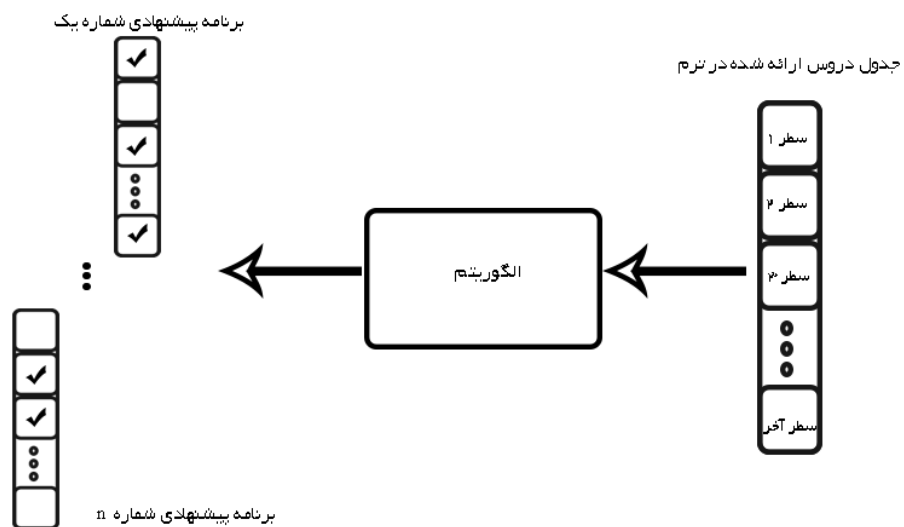 برنامه پیشنهادی شماره یک
جدول دروس ارائه شده در ترم
سطر ۱
سطر ۲
سطر ۳
سطر آخر
الگوریتم
برنامه پیشنهادی شماره n